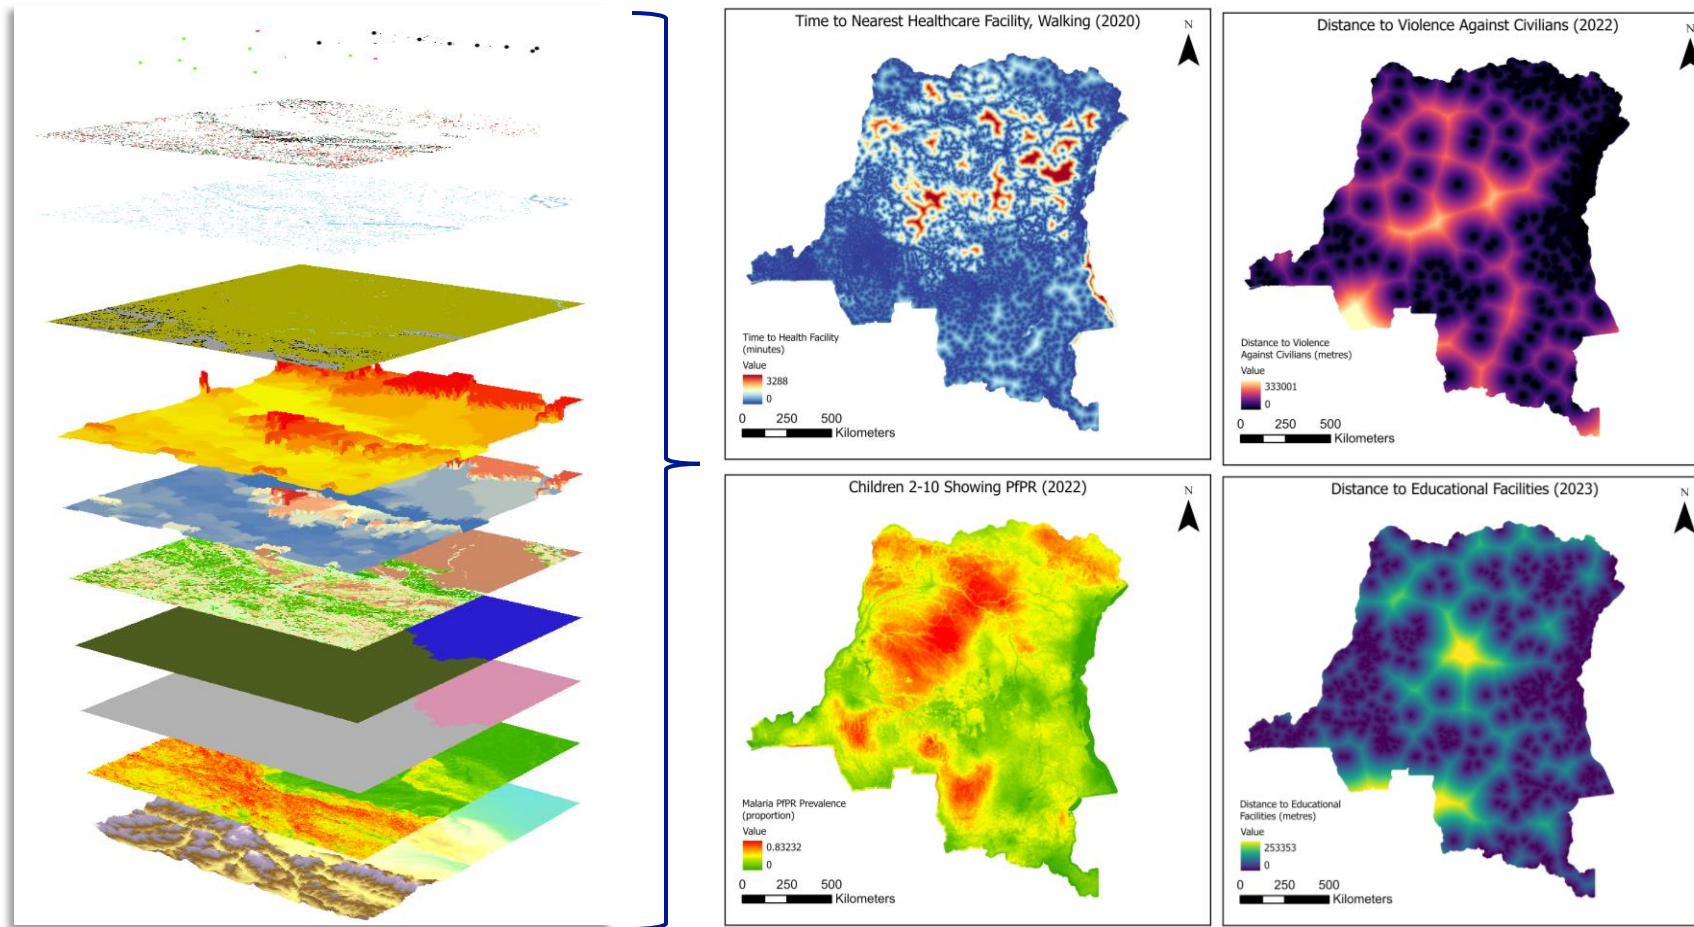 Time to Nearest Healthcare Facility, Walking (2020)
N
Time to Health Facility
(minutes)
Value
3288
0
0 250 500
Kilometers
Distance to Violence Against Civilians (2022)
N
Distance to Violence
Against Civilians (metres)
Value
333001
0
0 250 500
Kilometers
Children 2-10 Showing PfPR (2022)
N
Malaria PfPR Prevalence
(proportion)
Value
0.83232
0
0 250 500
Kilometers
Distance to Educational Facilities (2023)
N
Distance to Educational
Facilities (metres)
Value
253353
0
0 250 500
Kilometers